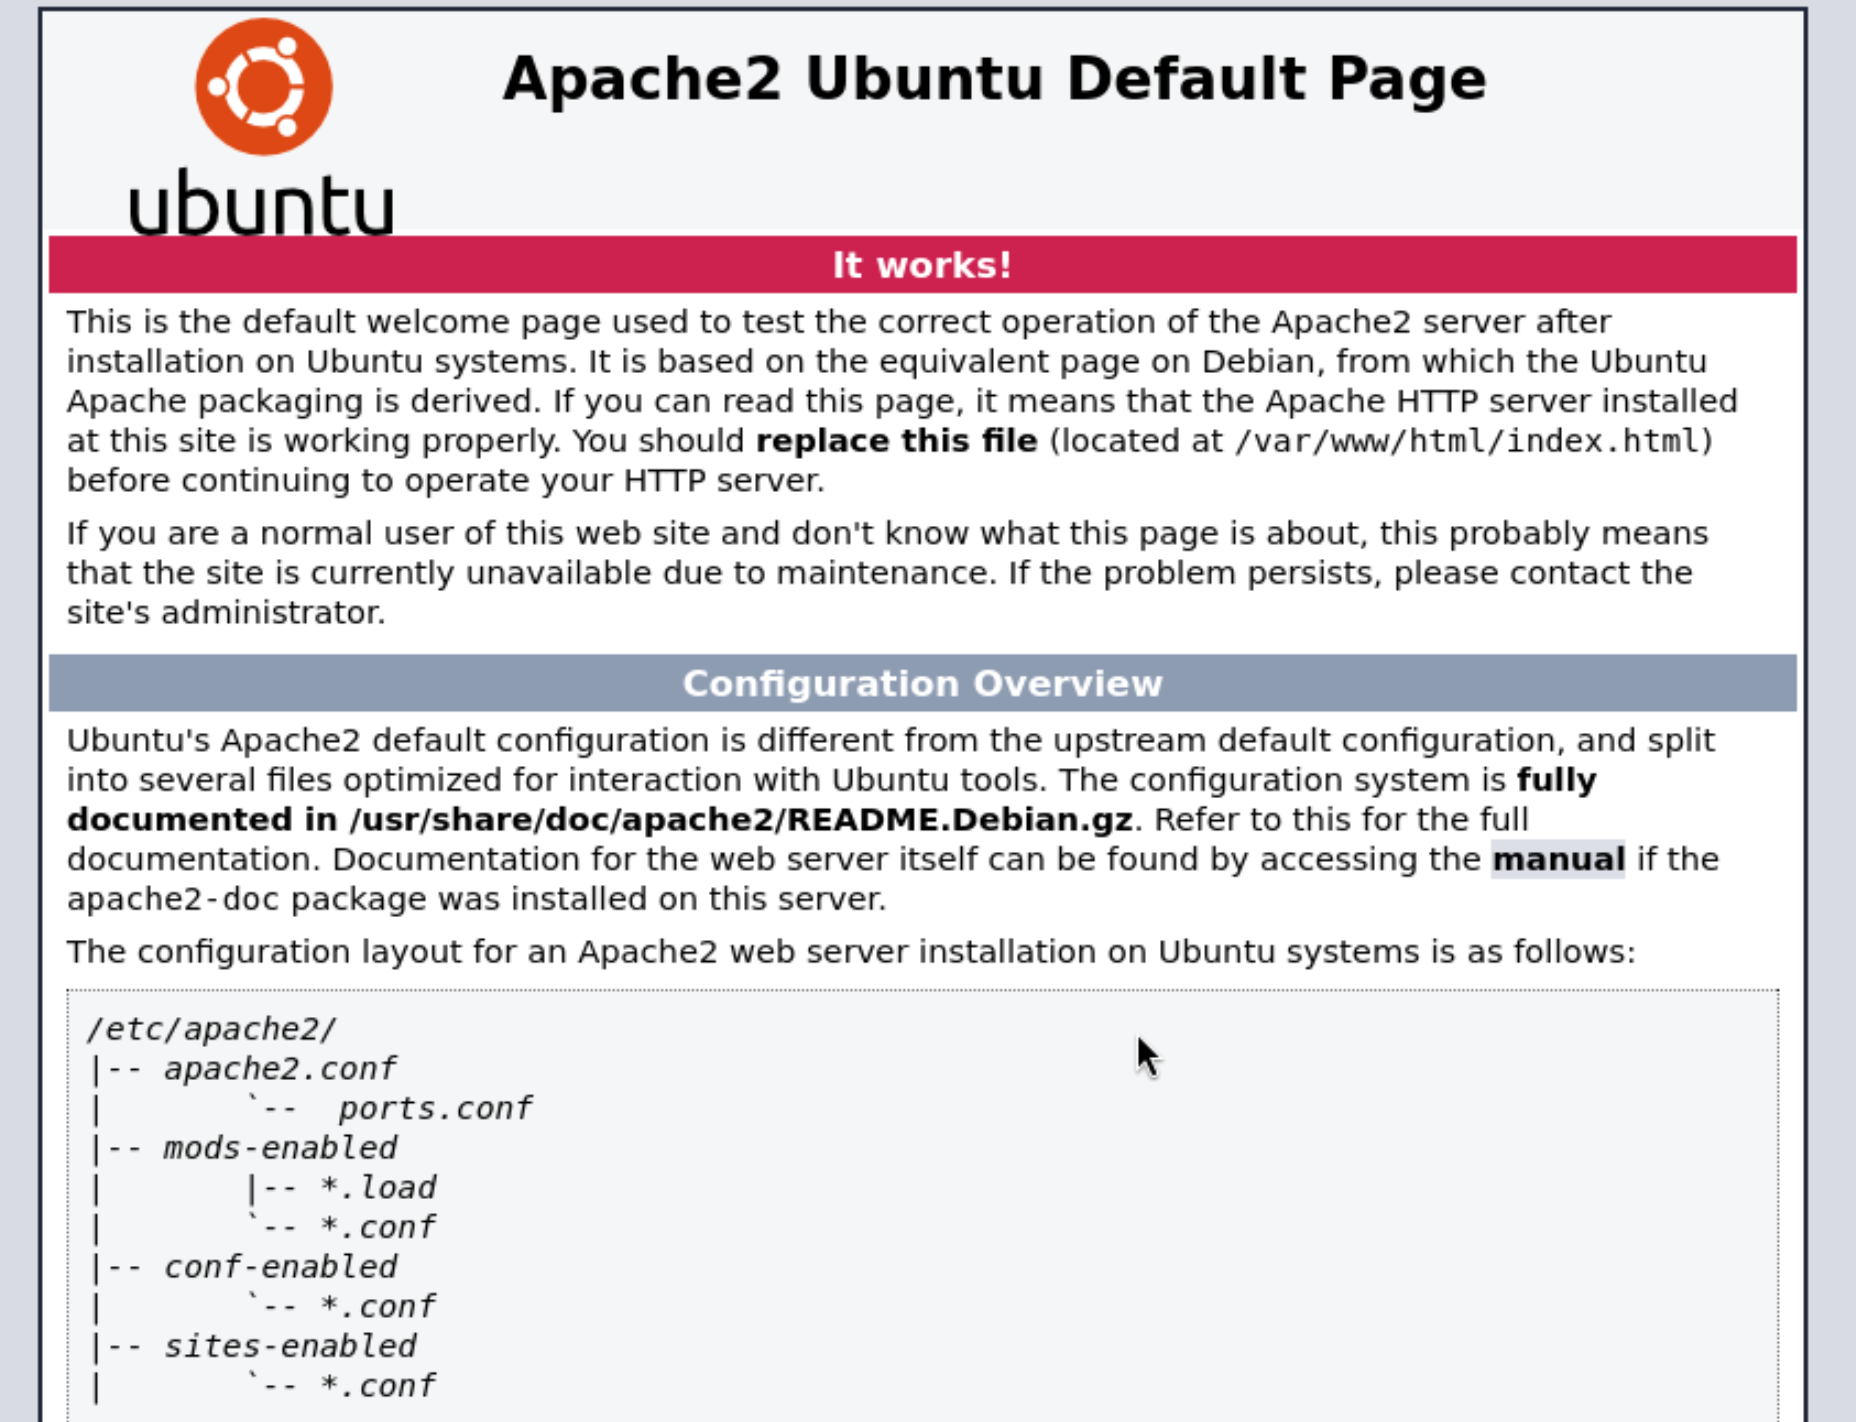 ubuntu
Apache2 Ubuntu Default Page
It works!
This is the default welcome page used to test the correct operation of the Apache2 server after
installation on Ubuntu systems. It is based on the equivalent page on Debian, from which the Ubuntu
Apache packaging is derived. If you can read this page, it means that the Apache HTTP server installed
at this site is working properly. You should replace this file (located at /var/www/html/index.html)
before continuing to operate your HTTP server.
If you are a normal user of this web site and don't know what this page is about, this probably means
that the site is currently unavailable due to maintenance. If the problem persists, please contact the
site's administrator.
Configuration Overview
Ubuntu's Apache2 default configuration is different from the upstream default configuration, and split
into several files optimized for interaction with Ubuntu tools. The configuration system is fully
documented in /usr/share/doc/apache2/README.Debian.gz. Refer to this for the full
documentation. Documentation for the web server itself can be found by accessing the manual if the
apache2-doc package was installed on this server.
The configuration layout for an Apache2 web server installation on Ubuntu systems is as follows:
/etc/apache2/
|-- apache2.conf
|       `--  ports.conf
|-- mods-enabled
|       |-- *.load
|       `-- *.conf
|-- conf-enabled
|       `-- *.conf
|-- sites-enabled
|       `-- *.conf